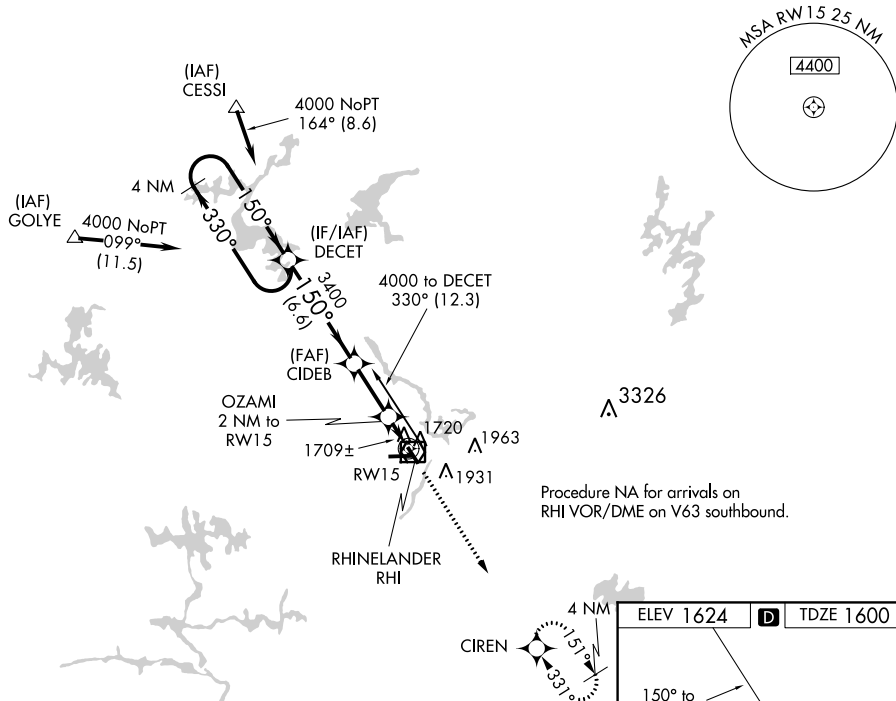 MSA RW15 25 NM
4400
(IAF)
CESSI
4000 NoPT
164° (8.6)
4 NM
(IAF)
GOLYE
4000 NoPT
099°
(11.5)
150°
330°
(IF/IAF)
DECET
3400
150°
(6.6)
4000 to DECET
330° (12.3)
(FAF)
CIDEB
OZAMI
2 NM to
RW15
3326
1720
1963
1709±
1931
RW15
Procedure NA for arrivals on
RHI VOR/DME on V63 southbound.
RHINELANDER
RHI
4 NM
CIREN
151°
331°
ELEV 1624
D
TDZE 1600
150° to